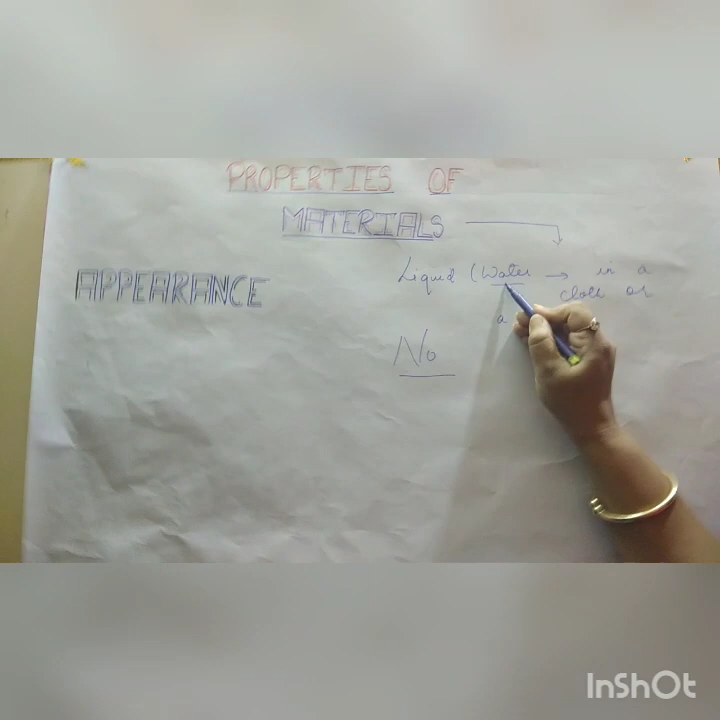 PROPERTIES OF
MATERIALS
APPEARANCE
Liquid (Water → in a
cloth or
a
No
InShOt